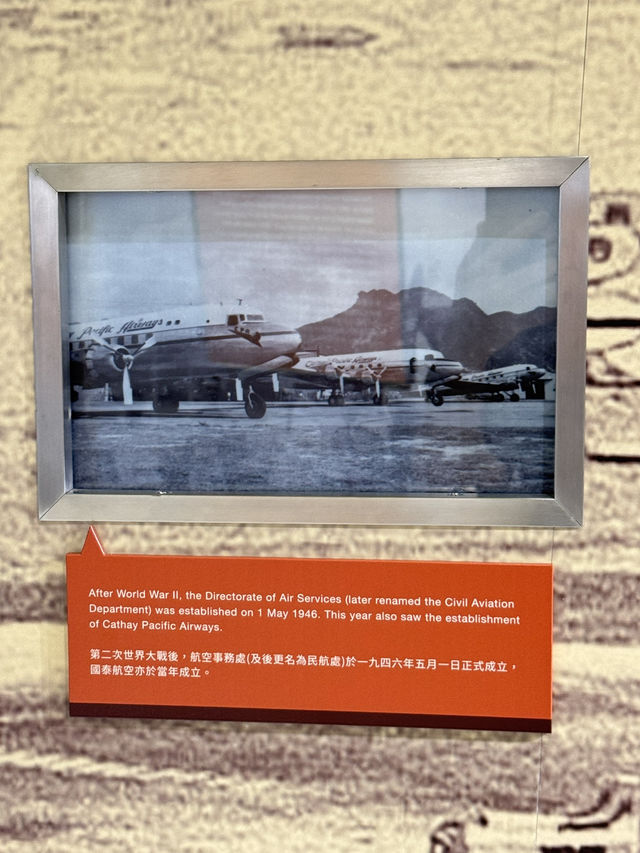 Pacific Airways
Pacific Airways
After World War II, the Directorate of Air Services (later renamed the Civil Aviation
Department) was established on 1 May 1946. This year also saw the establishment
of Cathay Pacific Airways.
第二次世界大戰後，航空事務處(及後更名為民航處)於一九四六年五月一日正式成立，
國泰航空亦於當年成立。